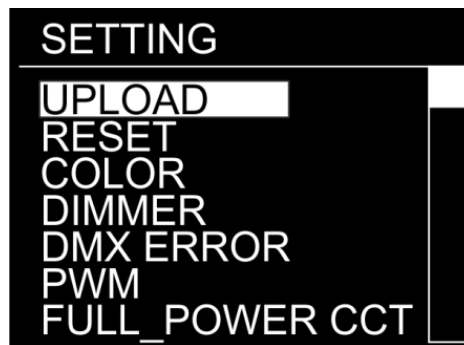 SETTING
UPLOAD
RESET
COLOR
DIMMER
DMX ERROR
PWM
FULL_POWER CCT